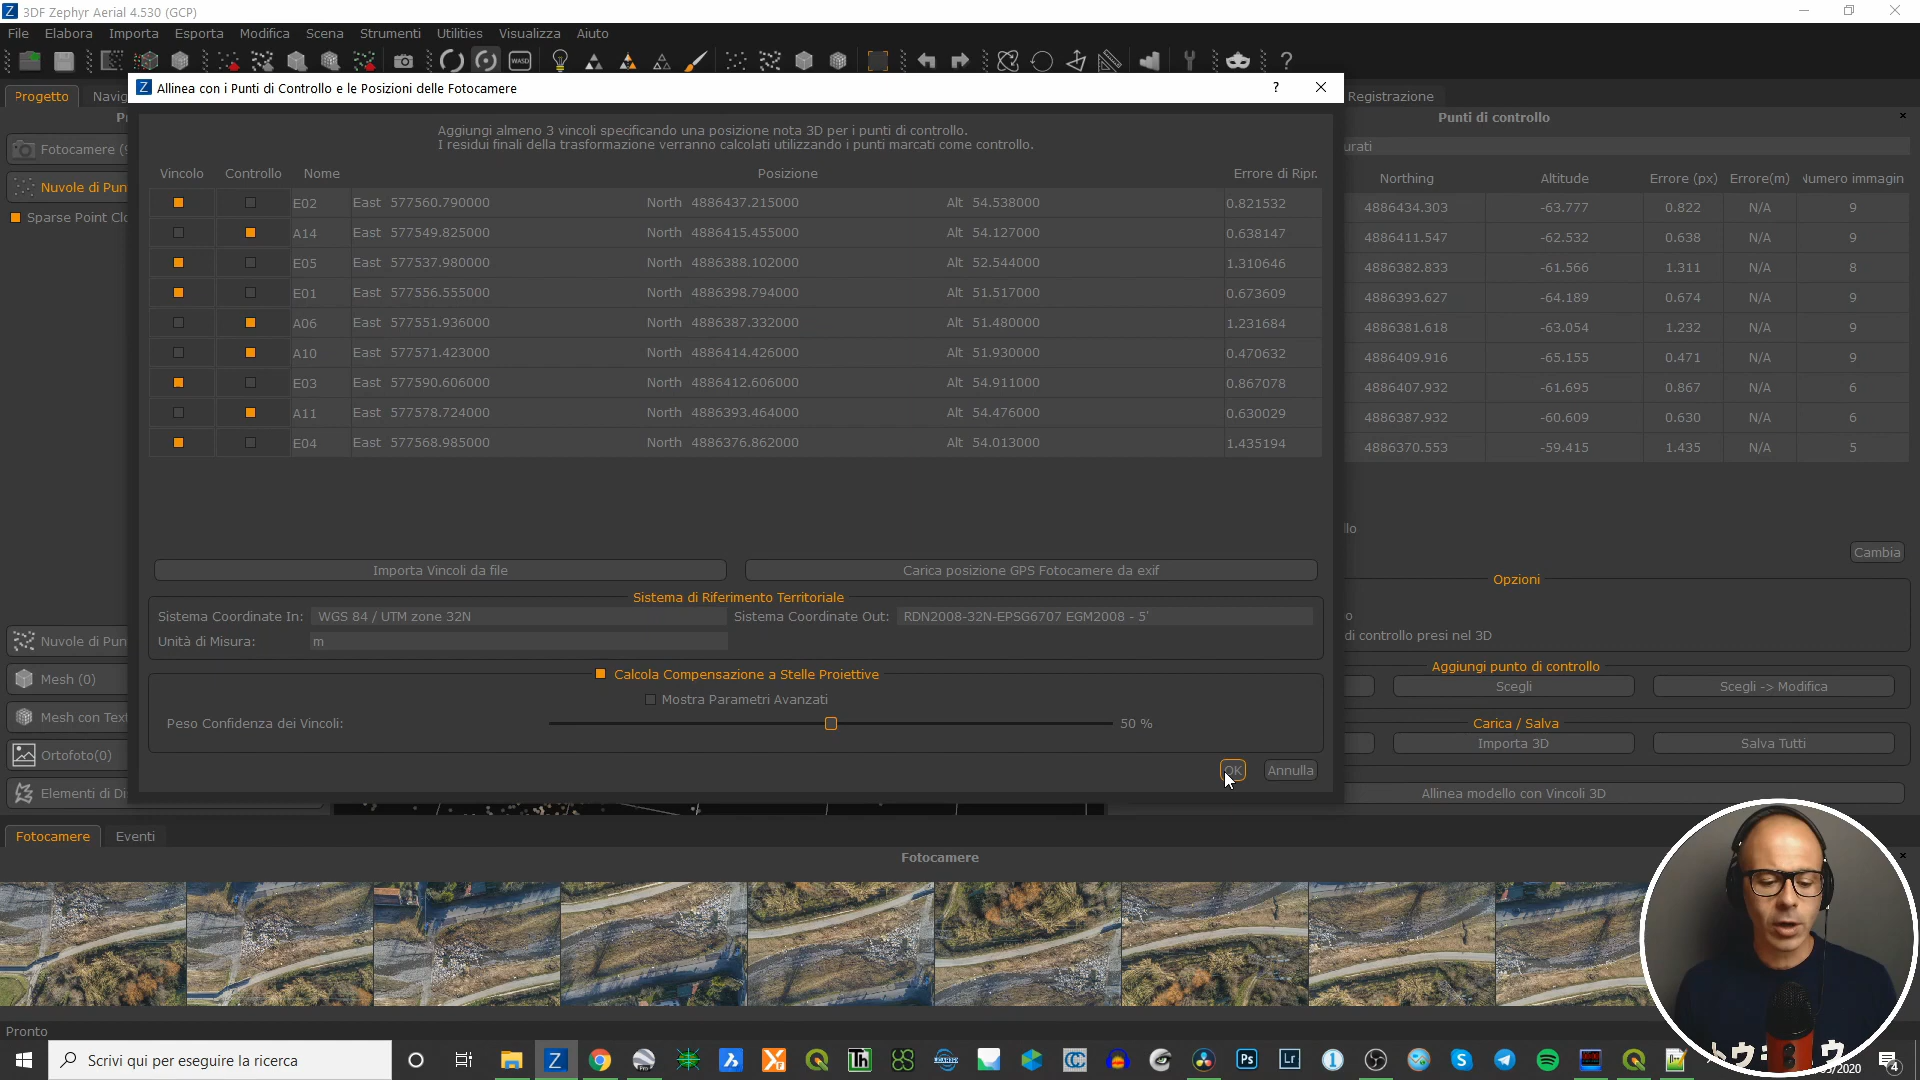 3DF Zephyr Aerial 4.530 (GCP)
File Elabora Importa Esporta Modifica Scena Strumenti Utilities Visualizza Aiuto
WASD
Allinea con i Punti di Controllo e le Posizioni delle Fotocamere ?
Progetto
Registrazione
Punti di controllo
Aggiungi almeno 3 vincoli specificando una posizione nota 3D per i punti di controllo.
I residui finali della trasformazione verranno calcolati utilizzando i punti marcati come controllo.
Vincolo Controllo Nome Posizione Errore di Ripr.
E02 East 577560.790000 North 4886437.215000 Alt 54.538000 0.821532
A14 East 577549.825000 North 4886415.455000 Alt 54.127000 0.638147
E05 East 577537.980000 North 4886388.102000 Alt 52.544000 1.310646
E01 East 577556.555000 North 4886398.794000 Alt 51.517000 0.673609
A06 East 577551.936000 North 4886387.332000 Alt 51.480000 1.231684
A10 East 577571.423000 North 4886414.426000 Alt 51.930000 0.470632
E03 East 577590.606000 North 4886412.606000 Alt 54.911000 0.867078
A11 East 577578.724000 North 4886393.464000 Alt 54.476000 0.630029
E04 East 577568.985000 North 4886376.862000 Alt 54.013000 1.435194
Importa Vincoli da file Carica posizione GPS Fotocamere da exif
Sistema di Riferimento Territoriale
Sistema Coordinate In: WGS 84 / UTM zone 32N Sistema Coordinate Out: RDN2008-32N-EPSG6707 EGM2008 - 5'
Unità di Misura: m
Calcola Compensazione a Stelle Proiettive
Mostra Parametri Avanzati
Peso Confidenza dei Vincoli: 50 %
OK Annulla
Northing Altitude Errore (px) Errore(m) Numero immagin
4886434.303 -63.777 0.822 N/A 9
4886411.547 -62.532 0.638 N/A 9
4886382.833 -61.566 1.311 N/A 8
4886393.627 -64.189 0.674 N/A 9
4886381.618 -63.054 1.232 N/A 9
4886409.916 -65.155 0.471 N/A 9
4886407.932 -61.695 0.867 N/A 6
4886387.932 -60.609 0.630 N/A 6
4886370.553 -59.415 1.435 N/A 5
Cambia
Opzioni
di controllo presi nel 3D
Aggiungi punto di controllo
Scegli Scegli -> Modifica
Carica / Salva
Importa 3D Salva Tutti
Allinea modello con Vincoli 3D
Fotocamere
Nuvole di Pun
Sparse Point Clo
Nuvole di Pun
Mesh (0)
Mesh con Text
Ortofoto(0)
Elementi di Di
Fotocamere Eventi
Fotocamere
Pronto
Scrivi qui per eseguire la ricerca